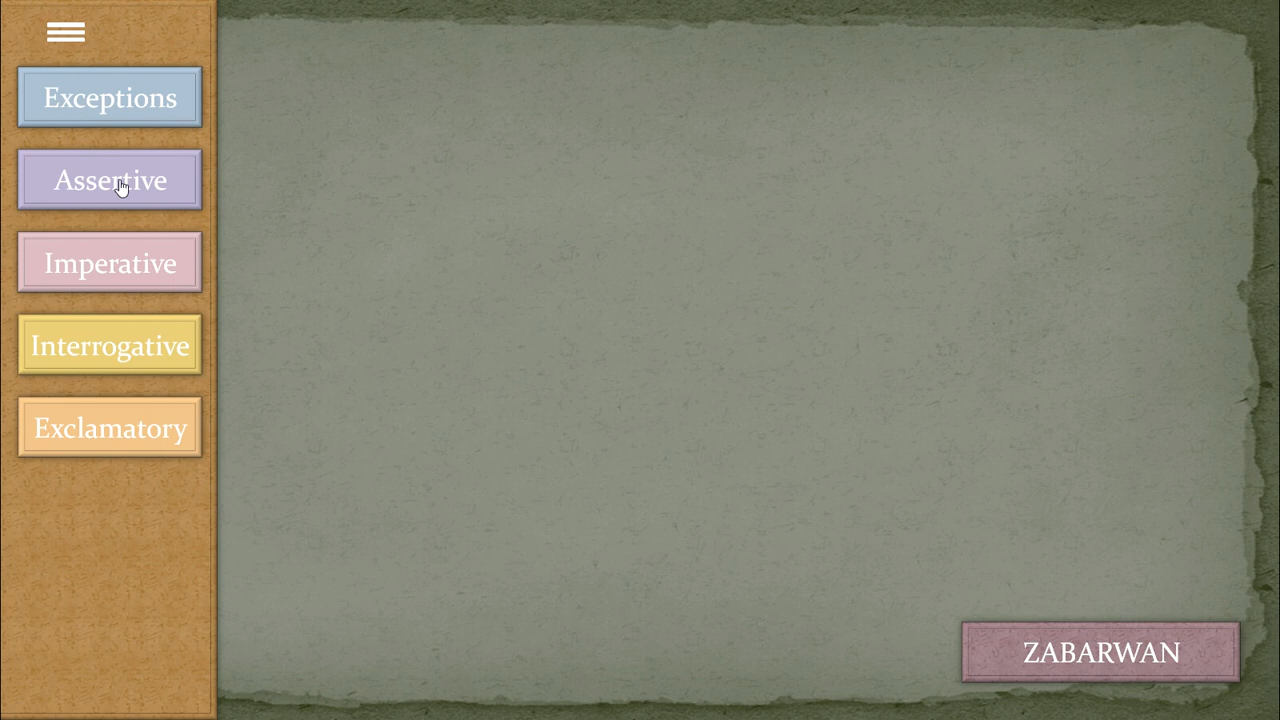 Exceptions
Assertive
Imperative
Interrogative
Exclamatory
ZABARWAN